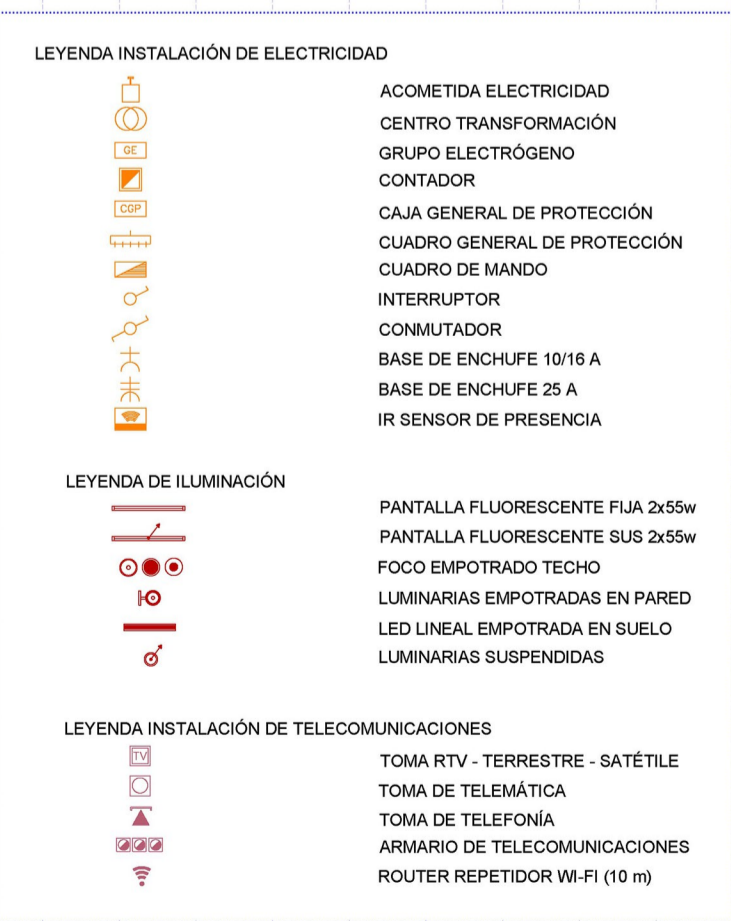 LEYENDA INSTALACIÓN DE ELECTRICIDAD
ACOMETIDA ELECTRICIDAD
CENTRO TRANSFORMACIÓN
GE GRUPO ELECTRÓGENO
CONTADOR
CGP CAJA GENERAL DE PROTECCIÓN
CUADRO GENERAL DE PROTECCIÓN
CUADRO DE MANDO
INTERRUPTOR
CONMUTADOR
BASE DE ENCHUFE 10/16 A
BASE DE ENCHUFE 25 A
IR SENSOR DE PRESENCIA
LEYENDA DE ILUMINACIÓN
PANTALLA FLUORESCENTE FIJA 2x55w
PANTALLA FLUORESCENTE SUS 2x55w
FOCO EMPOTRADO TECHO
LUMINARIAS EMPOTRADAS EN PARED
LED LINEAL EMPOTRADA EN SUELO
LUMINARIAS SUSPENDIDAS
LEYENDA INSTALACIÓN DE TELECOMUNICACIONES
TV TOMA RTV - TERRESTRE - SATÉTILE
TOMA DE TELEMÁTICA
TOMA DE TELEFONÍA
ARMARIO DE TELECOMUNICACIONES
ROUTER REPETIDOR WI-FI (10 m)